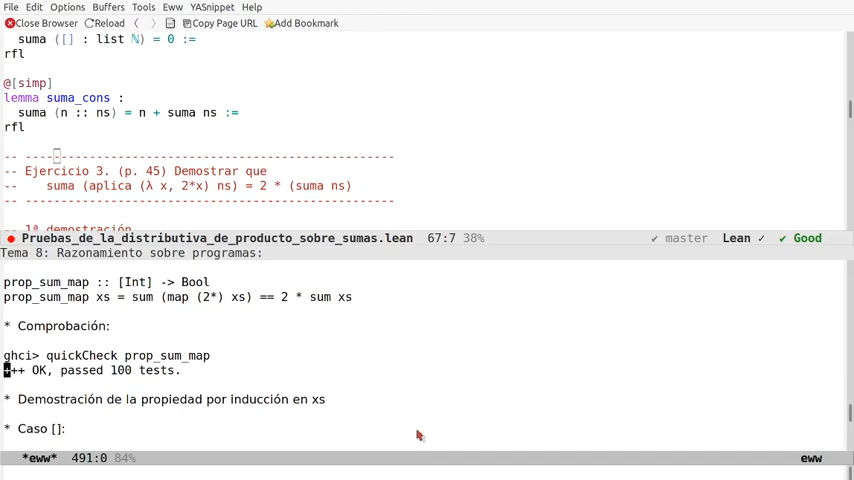 File Edit Options Buffers Tools Eww YASnippet Help
Close Browser Reload Copy Page URL Add Bookmark
suma ([] : list ℕ) = 0 :=
rfl
@[simp]
lemma suma_cons :
suma (n :: ns) = n + suma ns :=
rfl
-- ----------------------------------------------------
-- Ejercicio 3. (p. 45) Demostrar que
--    suma (aplica (λ x, 2*x) ns) = 2 * (suma ns)
-- ----------------------------------------------------
-- 1ª demostración
Pruebas_de_la_distributiva_de_producto_sobre_sumas.lean 67:7 38% ✔ master Lean ✓ ✔ Good
Tema 8: Razonamiento sobre programas:
prop_sum_map :: [Int] -> Bool
prop_sum_map xs = sum (map (2*) xs) == 2 * sum xs
* Comprobación:
ghci> quickCheck prop_sum_map
+++ OK, passed 100 tests.
* Demostración de la propiedad por inducción en xs
* Caso []:
*eww* 491:0 84% eww